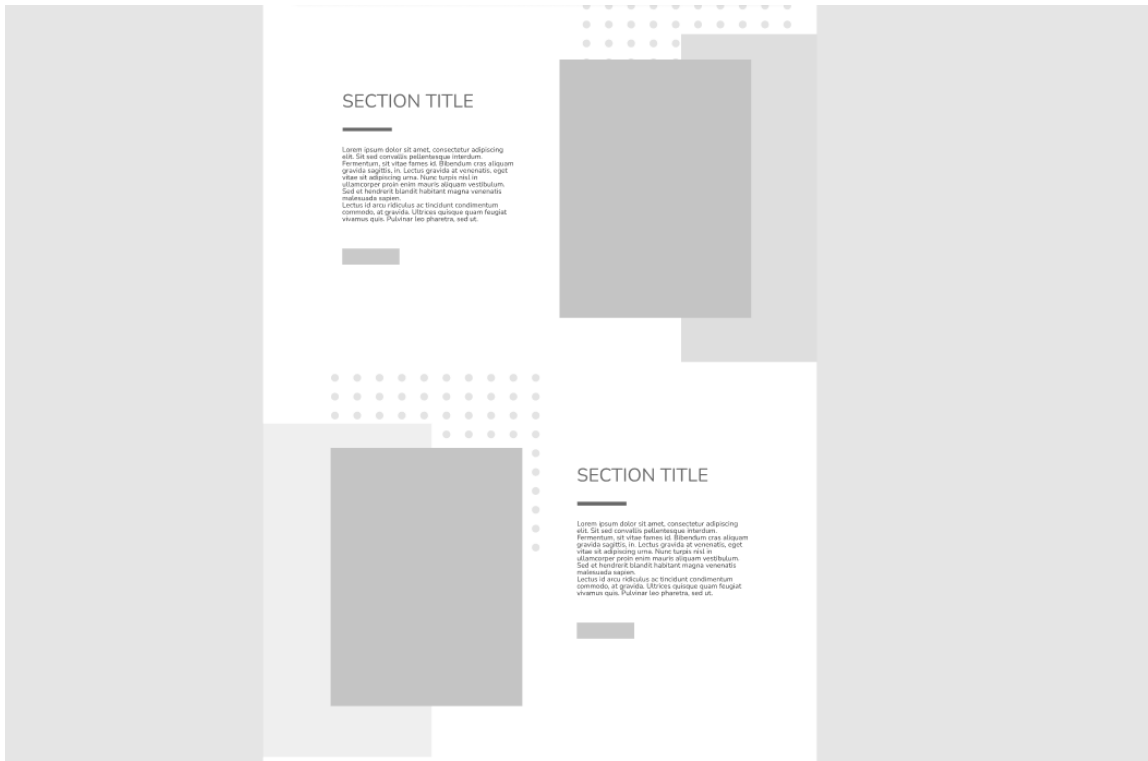 SECTION TITLE
Lorem ipsum dolor sit amet, consectetur adipiscing
elit. Sit sed convallis pellentesque interdum.
Fermentum, sit vitae fames id. Bibendum cras aliquam
gravida sagittis, in. Lectus gravida at venenatis, eget
vitae sit adipiscing urna. Nunc turpis nisl in
ullamcorper proin enim mauris aliquam vestibulum.
Sed et hendrerit blandit habitant magna venenatis
malesuada sapien.
Lectus id arcu ridiculus ac tincidunt condimentum
commodo, at gravida. Ultrices quisque quam feugiat
vivamus quis. Pulvinar leo pharetra, sed ut.
SECTION TITLE
Lorem ipsum dolor sit amet, consectetur adipiscing
elit. Sit sed convallis pellentesque interdum.
Fermentum, sit vitae fames id. Bibendum cras aliquam
gravida sagittis, in. Lectus gravida at venenatis, eget
vitae sit adipiscing urna. Nunc turpis nisl in
ullamcorper proin enim mauris aliquam vestibulum.
Sed et hendrerit blandit habitant magna venenatis
malesuada sapien.
Lectus id arcu ridiculus ac tincidunt condimentum
commodo, at gravida. Ultrices quisque quam feugiat
vivamus quis. Pulvinar leo pharetra, sed ut.